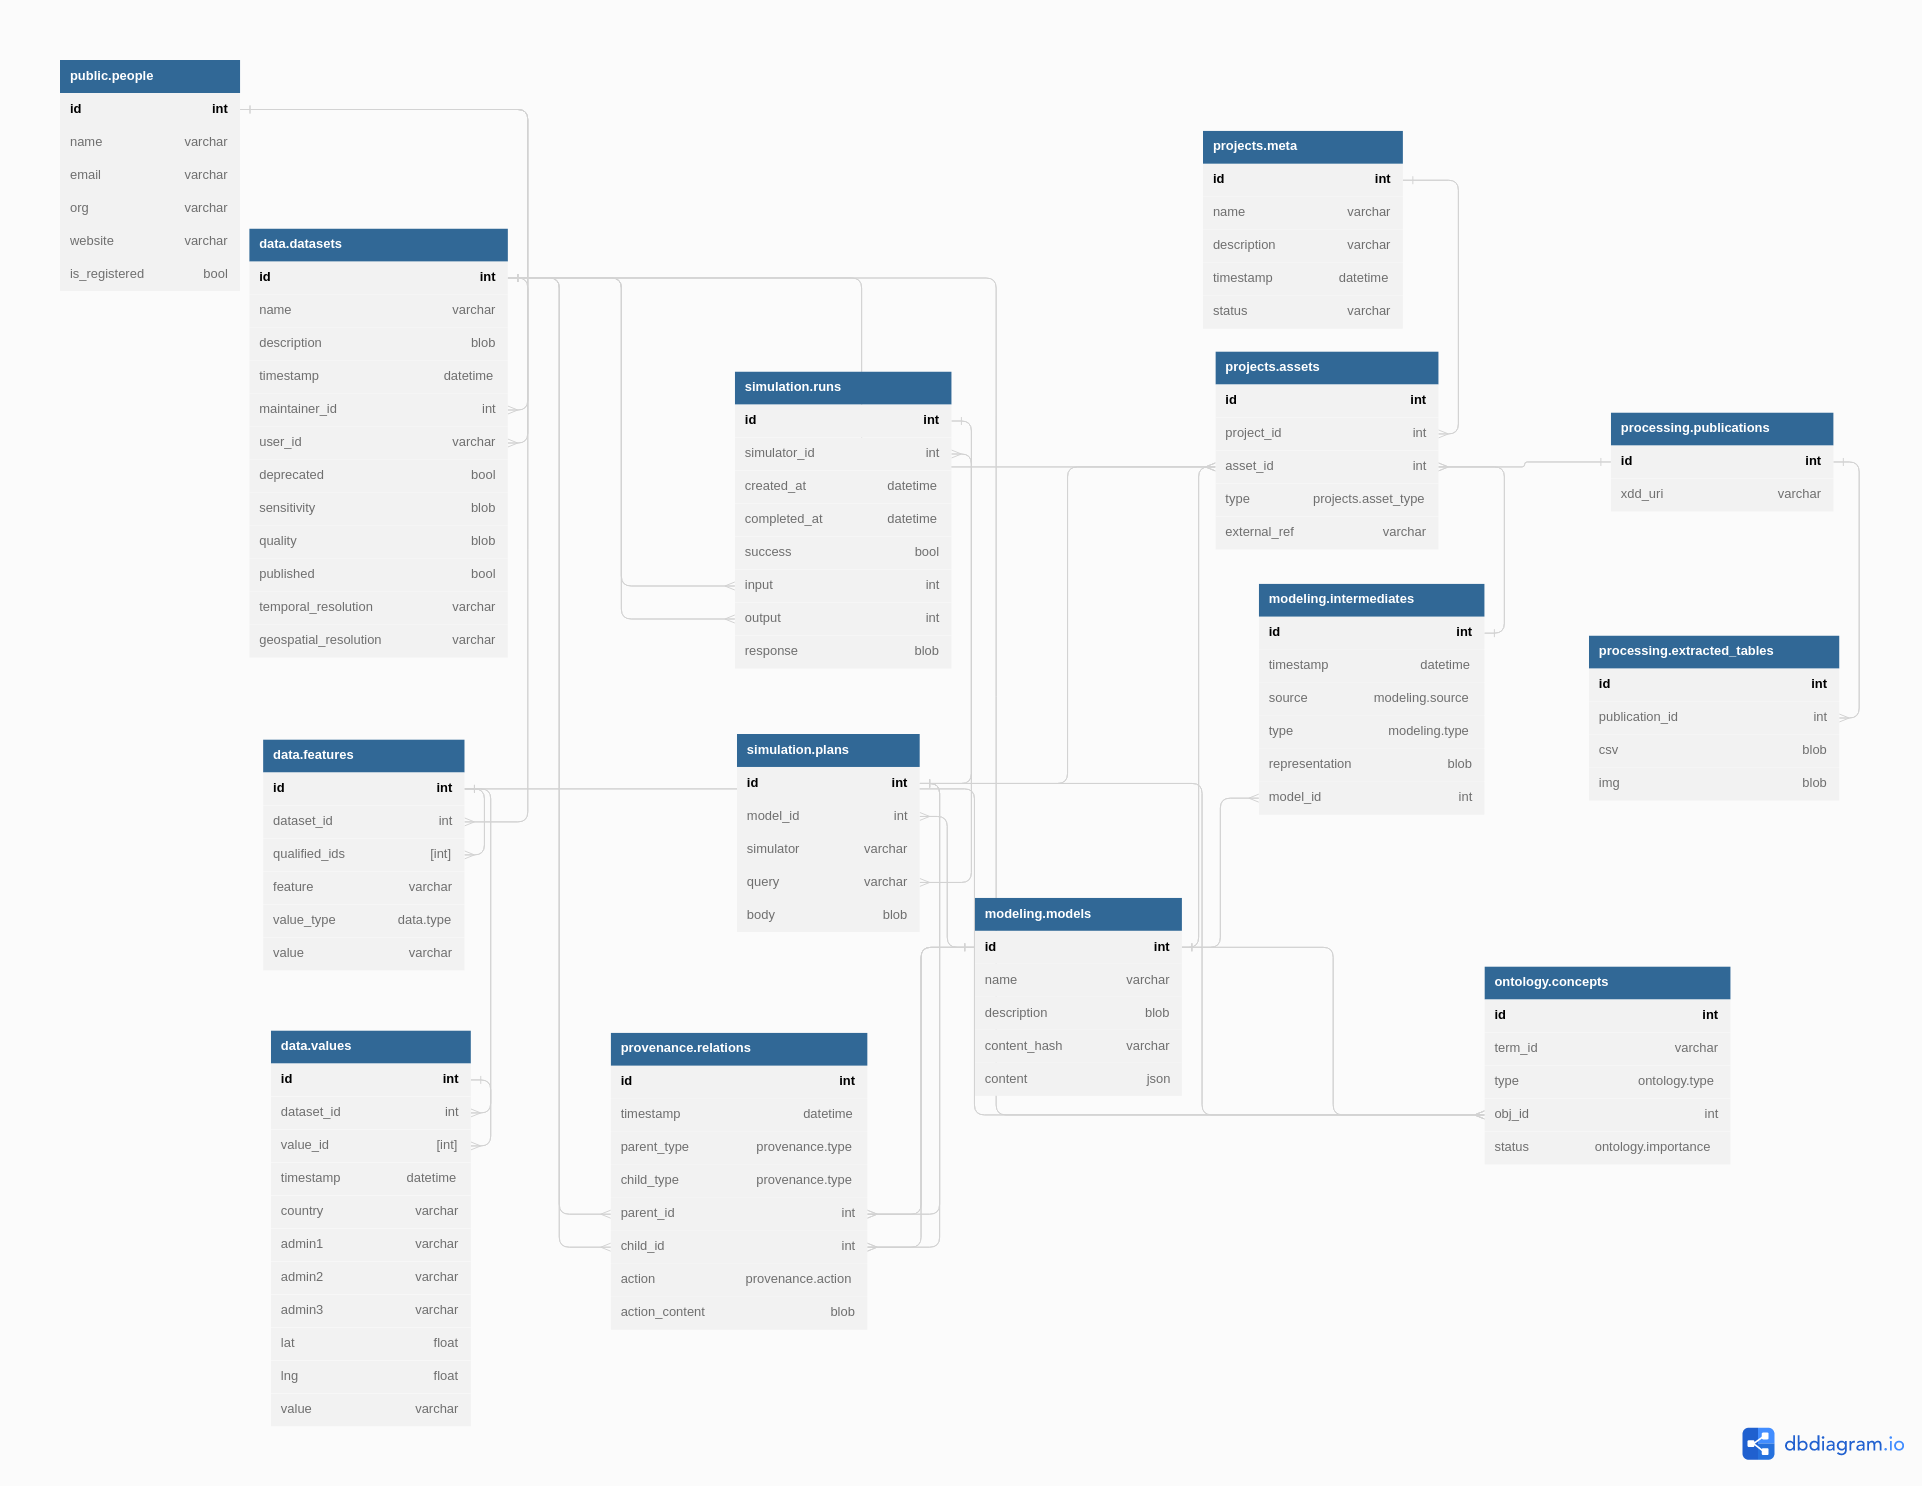 public.people
id int
name varchar
email varchar
org varchar
website varchar
is_registered bool
data.datasets
id int
name varchar
description blob
timestamp datetime
maintainer_id int
user_id varchar
deprecated bool
sensitivity blob
quality blob
published bool
temporal_resolution varchar
geospatial_resolution varchar
data.features
id int
dataset_id int
qualified_ids [int]
feature varchar
value_type data.type
value varchar
data.values
id int
dataset_id int
value_id [int]
timestamp datetime
country varchar
admin1 varchar
admin2 varchar
admin3 varchar
lat float
lng float
value varchar
simulation.runs
id int
simulator_id int
created_at datetime
completed_at datetime
success bool
input int
output int
response blob
simulation.plans
id int
model_id int
simulator varchar
query varchar
body blob
provenance.relations
id int
timestamp datetime
parent_type provenance.type
child_type provenance.type
parent_id int
child_id int
action provenance.action
action_content blob
modeling.models
id int
name varchar
description blob
content_hash varchar
content json
projects.meta
id int
name varchar
description varchar
timestamp datetime
status varchar
projects.assets
id int
project_id int
asset_id int
type projects.asset_type
external_ref varchar
modeling.intermediates
id int
timestamp datetime
source modeling.source
type modeling.type
representation blob
model_id int
processing.publications
id int
xdd_uri varchar
processing.extracted_tables
id int
publication_id int
csv blob
img blob
ontology.concepts
id int
term_id varchar
type ontology.type
obj_id int
status ontology.importance
dbdiagram.io